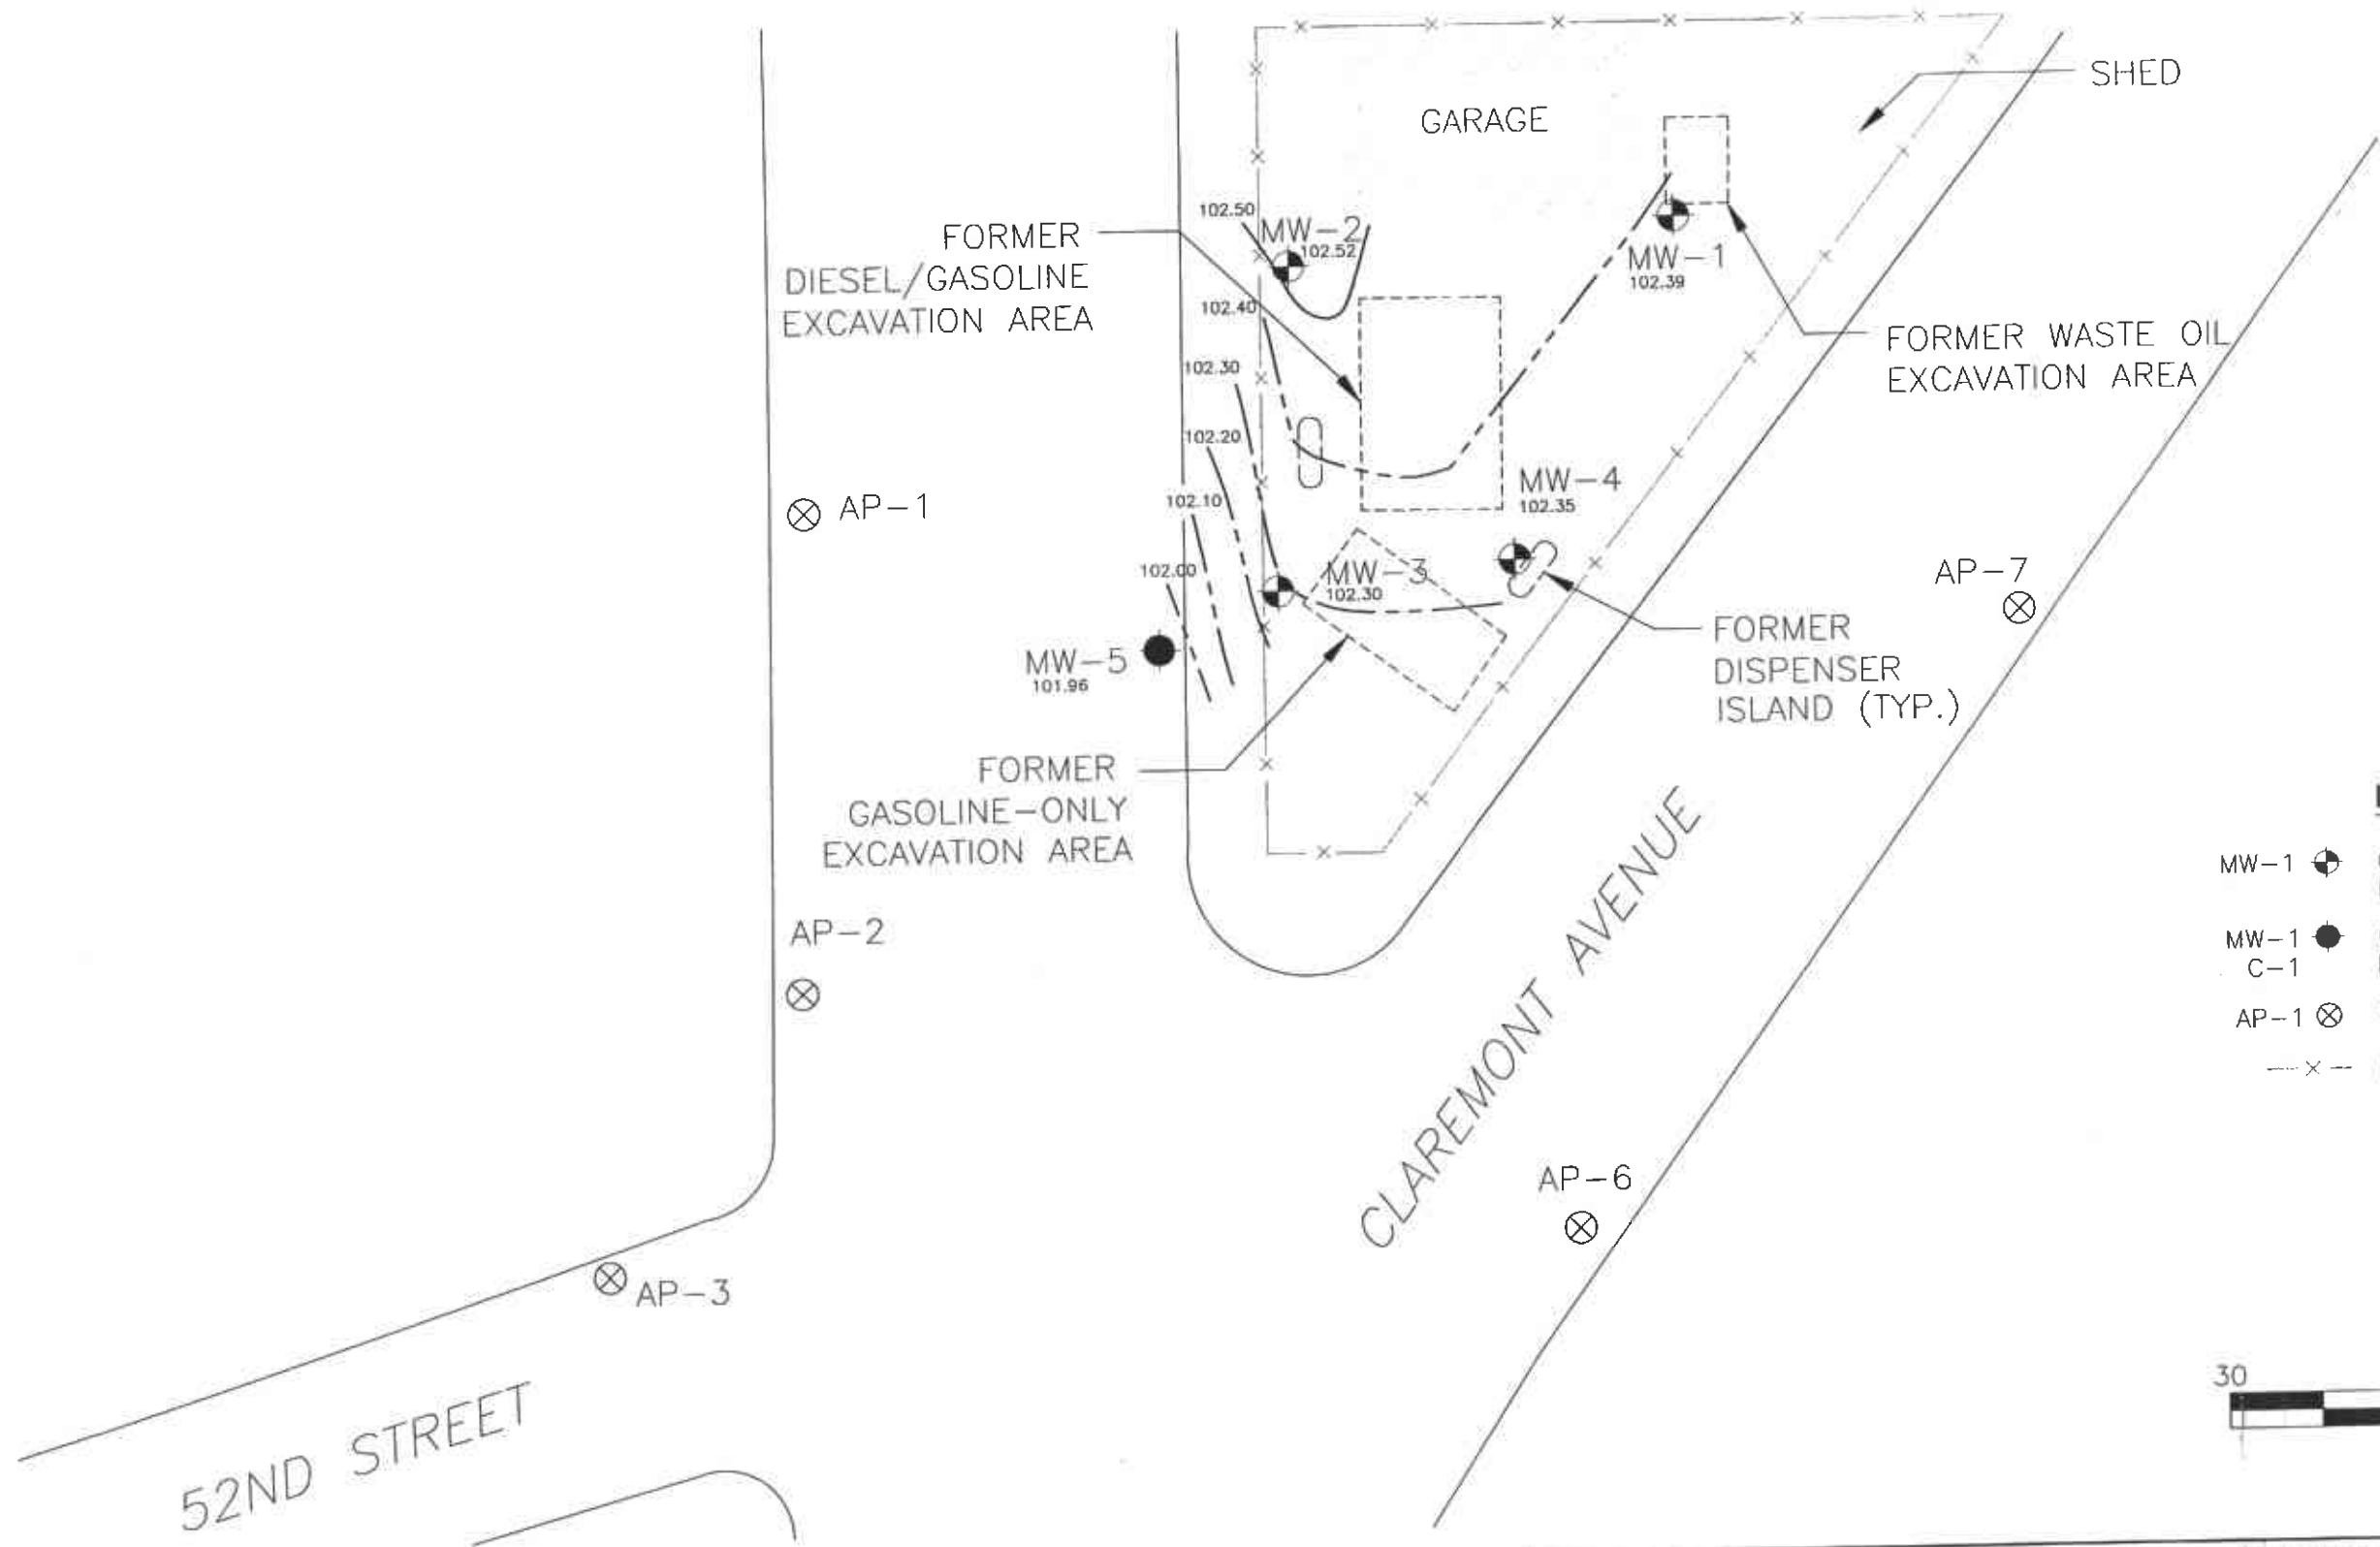 SHED
GARAGE
102.50
MW-2
102.52
FORMER
DIESEL/GASOLINE
EXCAVATION AREA
MW-1
102.39
102.40
FORMER WASTE OIL
EXCAVATION AREA
102.30
102.20
MW-4
102.35
102.10
AP-1
102.00
MW-3
102.30
AP-7
FORMER
DISPENSER
ISLAND (TYP.)
MW-5
101.96
FORMER
GASOLINE-ONLY
EXCAVATION AREA
CLAREMONT AVENUE
MW-1
AP-2
MW-1
C-1
AP-1
AP-6
AP-3
30
52ND STREET